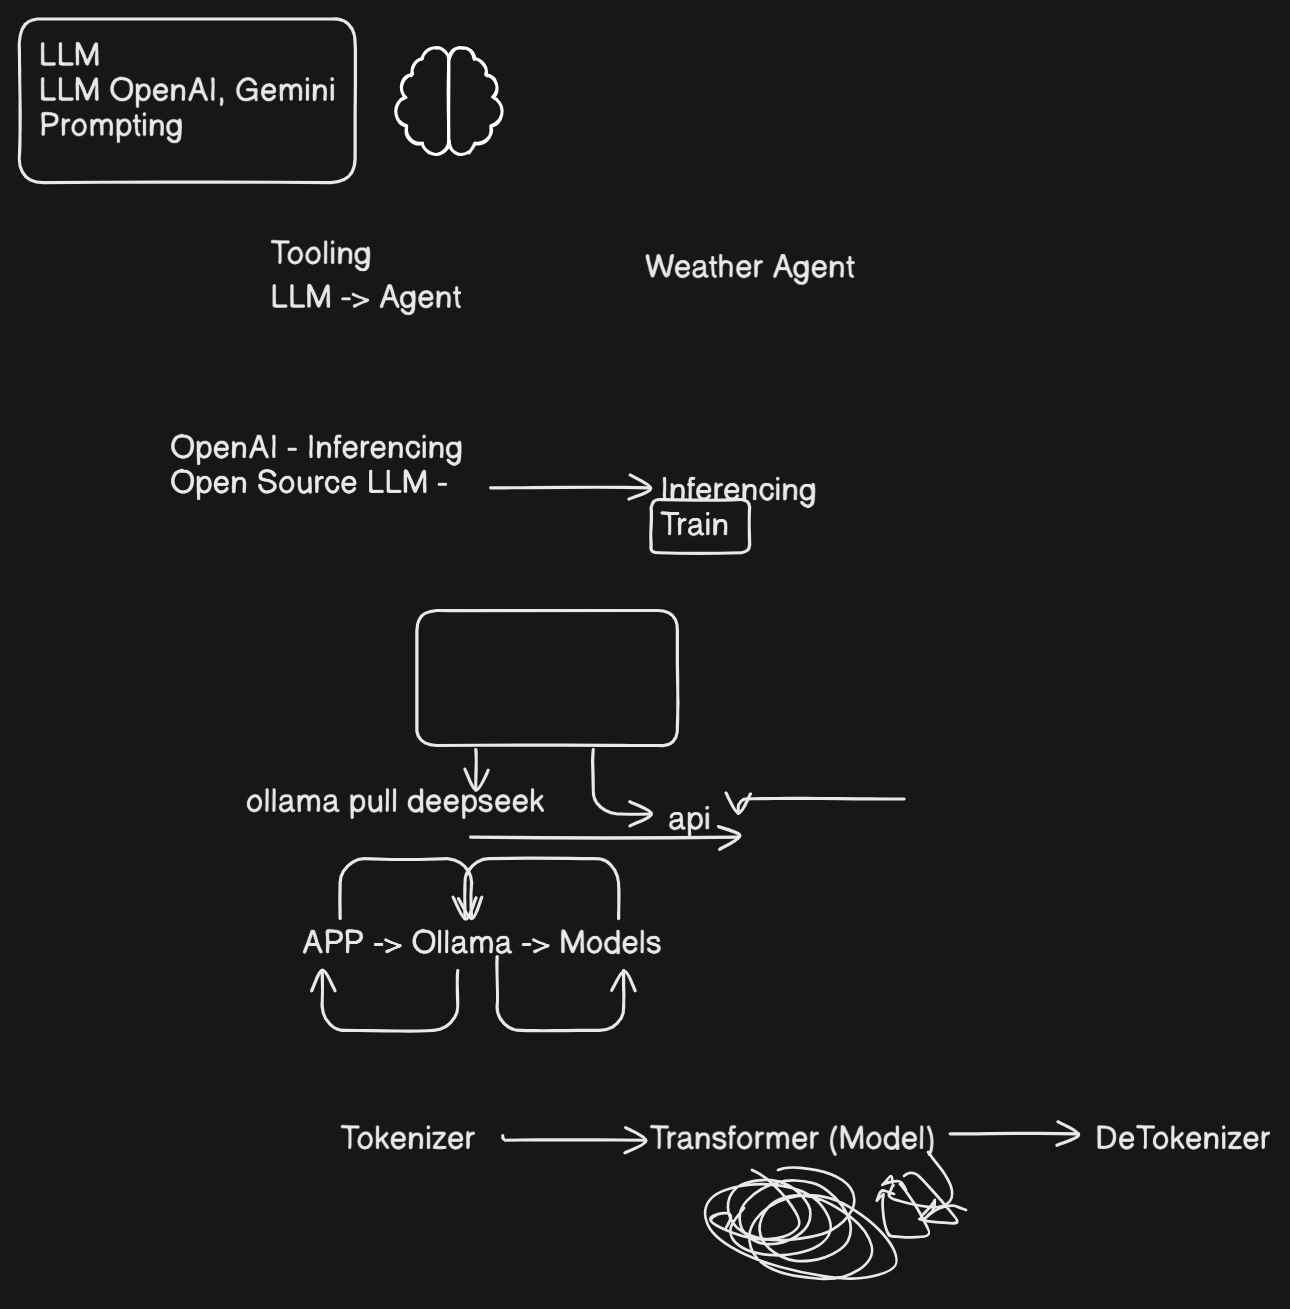 LLM
LLM OpenAI, Gemini
Prompting
Tooling
LLM -> Agent
Weather Agent
OpenAI - Inferencing
Open Source LLM -
Inferencing
Train
ollama pull deepseek
api
APP -> Ollama -> Models
Tokenizer
Transformer (Model)
DeTokenizer